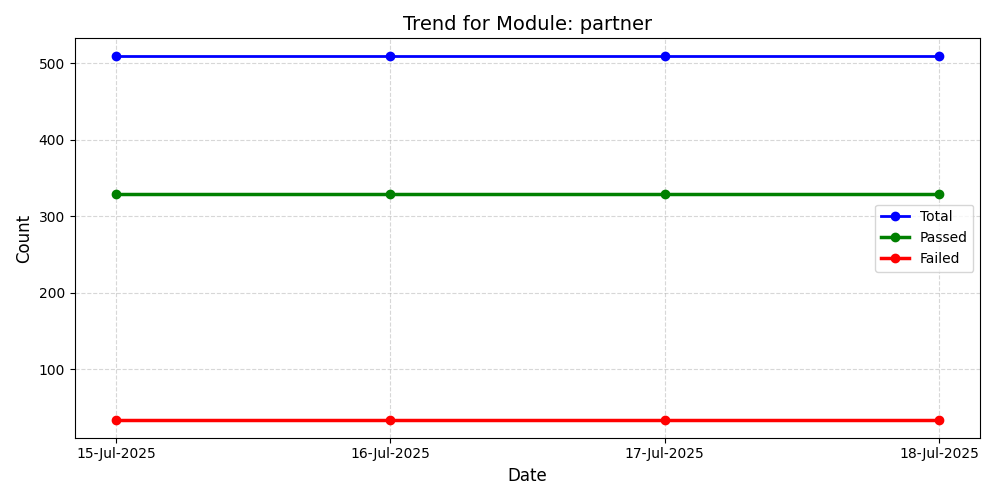 Trend for Module: partner
500
400
300
200
100
Count
Total
Passed
Failed
15-Jul-2025 16-Jul-2025 17-Jul-2025 18-Jul-2025
Date